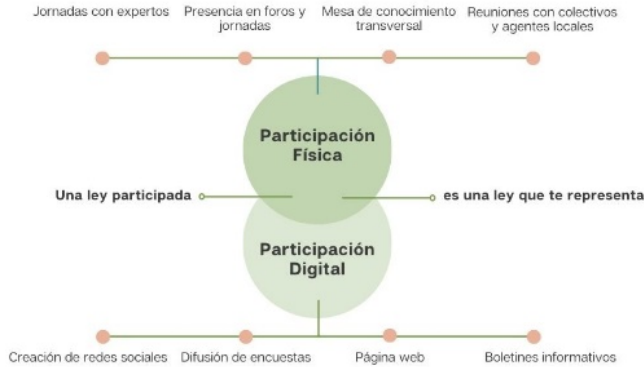 Jornadas con expertos
Presencia en foros y
jornadas
Mesa de conocimiento
transversal
Reuniones con colectivos
y agentes locales
Participación
Física
Una ley participada
es una ley que te representa
Participación
Digital
Creación de redes sociales
Difusión de encuestas
Página web
Boletines informativos